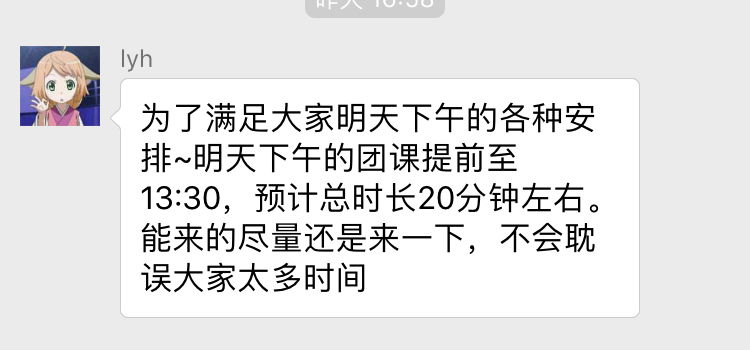 昨天 16:58
lyh
为了满足大家明天下午的各种安
排~明天下午的团课提前至
13:30，预计总时长20分钟左右。
能来的尽量还是来一下，不会耽
误大家太多时间